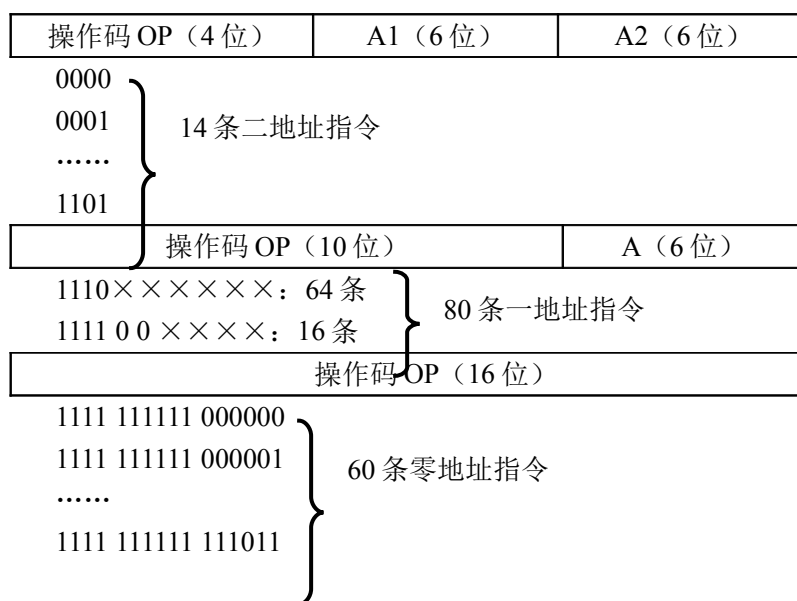 操作码 OP（4 位） A1（6 位） A2（6 位）
0000
0001 14 条二地址指令
……
1101
操作码 OP（10 位） A（6 位）
1110××××××：64 条
80 条一地址指令
1111 0 0 ××××：16 条
操作码 OP（16 位）
1111 111111 000000
1111 111111 000001
60 条零地址指令
……
1111 111111 111011